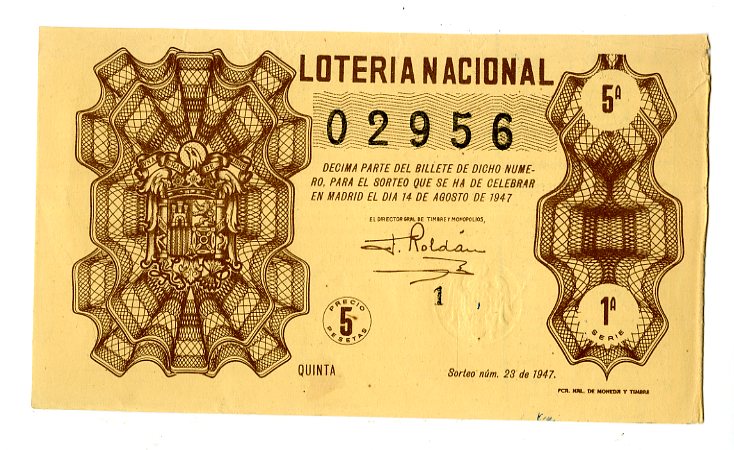 LOTERIA NACIONAL
02956
DECIMA PARTE DEL BILLETE DE DICHO NUME-
RO, PARA EL SORTEO QUE SE HA DE CELEBRAR
EN MADRID EL DIA 14 DE AGOSTO DE 1947
EL DIRECTOR GRAL DE TIMBRE Y MONOPOLIOS,
J. Roldán
1
PRECIO
5
PESETAS
QUINTA
Sorteo núm. 23 de 1947.
5ª
1ª
SERIE
FCA. NAL. DE MONEDA Y TIMBRE